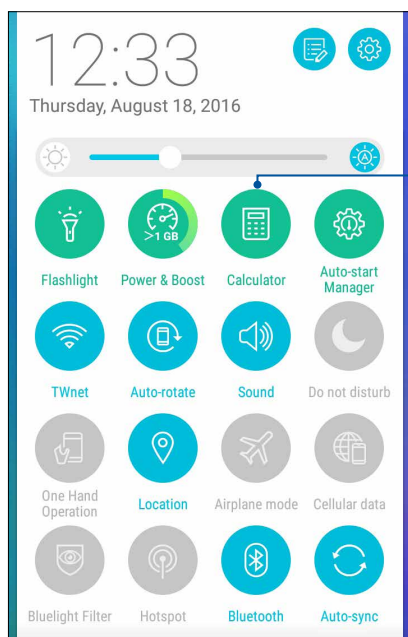 12:33
Thursday, August 18, 2016
A
>1 GB
Flashlight
Power & Boost
Calculator
Auto-start
Manager
TWnet
Auto-rotate
Sound
Do not disturb
One Hand
Operation
Location
Airplane mode
Cellular data
Bluelight Filter
Hotspot
Bluetooth
Auto-sync